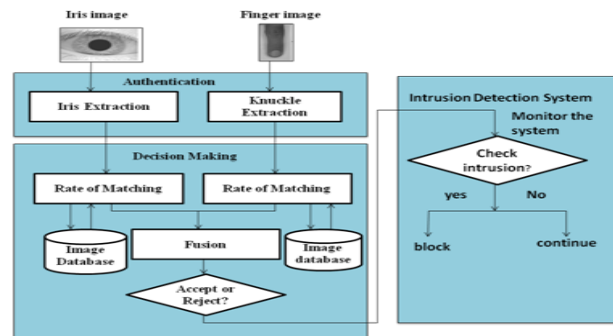 Iris image
Finger image
Authentication
Iris Extraction
Knuckle
Extraction
Decision Making
Rate of Matching
Rate of Matching
Image
Database
Fusion
Image
database
Accept or
Reject?
Intrusion Detection System
Monitor the
system
Check
intrusion?
yes
No
block
continue